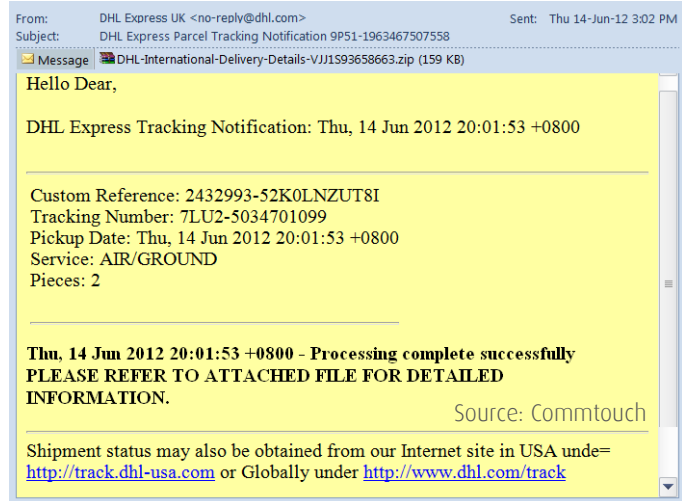 From: DHL Express UK <no-reply@dhl.com> Sent: Thu 14-Jun-12 3:02 PM
Subject: DHL Express Parcel Tracking Notification 9P51-1963467507558
Message DHL-International-Delivery-Details-VJJ1S93658663.zip (159 KB)
Hello Dear,
DHL Express Tracking Notification: Thu, 14 Jun 2012 20:01:53 +0800
Custom Reference: 2432993-52K0LNZUT8I
Tracking Number: 7LU2-5034701099
Pickup Date: Thu, 14 Jun 2012 20:01:53 +0800
Service: AIR/GROUND
Pieces: 2
Thu, 14 Jun 2012 20:01:53 +0800 - Processing complete successfully
PLEASE REFER TO ATTACHED FILE FOR DETAILED
INFORMATION.
Source: Commtouch
Shipment status may also be obtained from our Internet site in USA unde=
http://track.dhl-usa.com or Globally under http://www.dhl.com/track